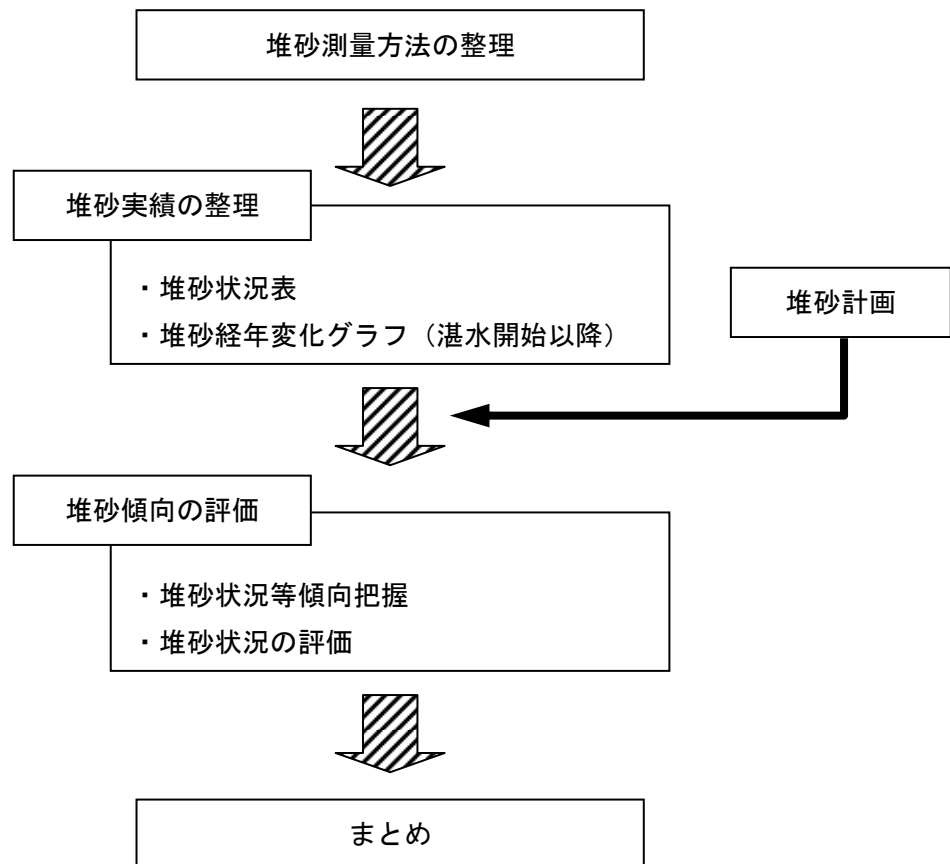 堆砂測量方法の整理
堆砂実績の整理
・堆砂状況表
・堆砂経年変化グラフ（湛水開始以降）
堆砂計画
堆砂傾向の評価
・堆砂状況等傾向把握
・堆砂状況の評価
まとめ